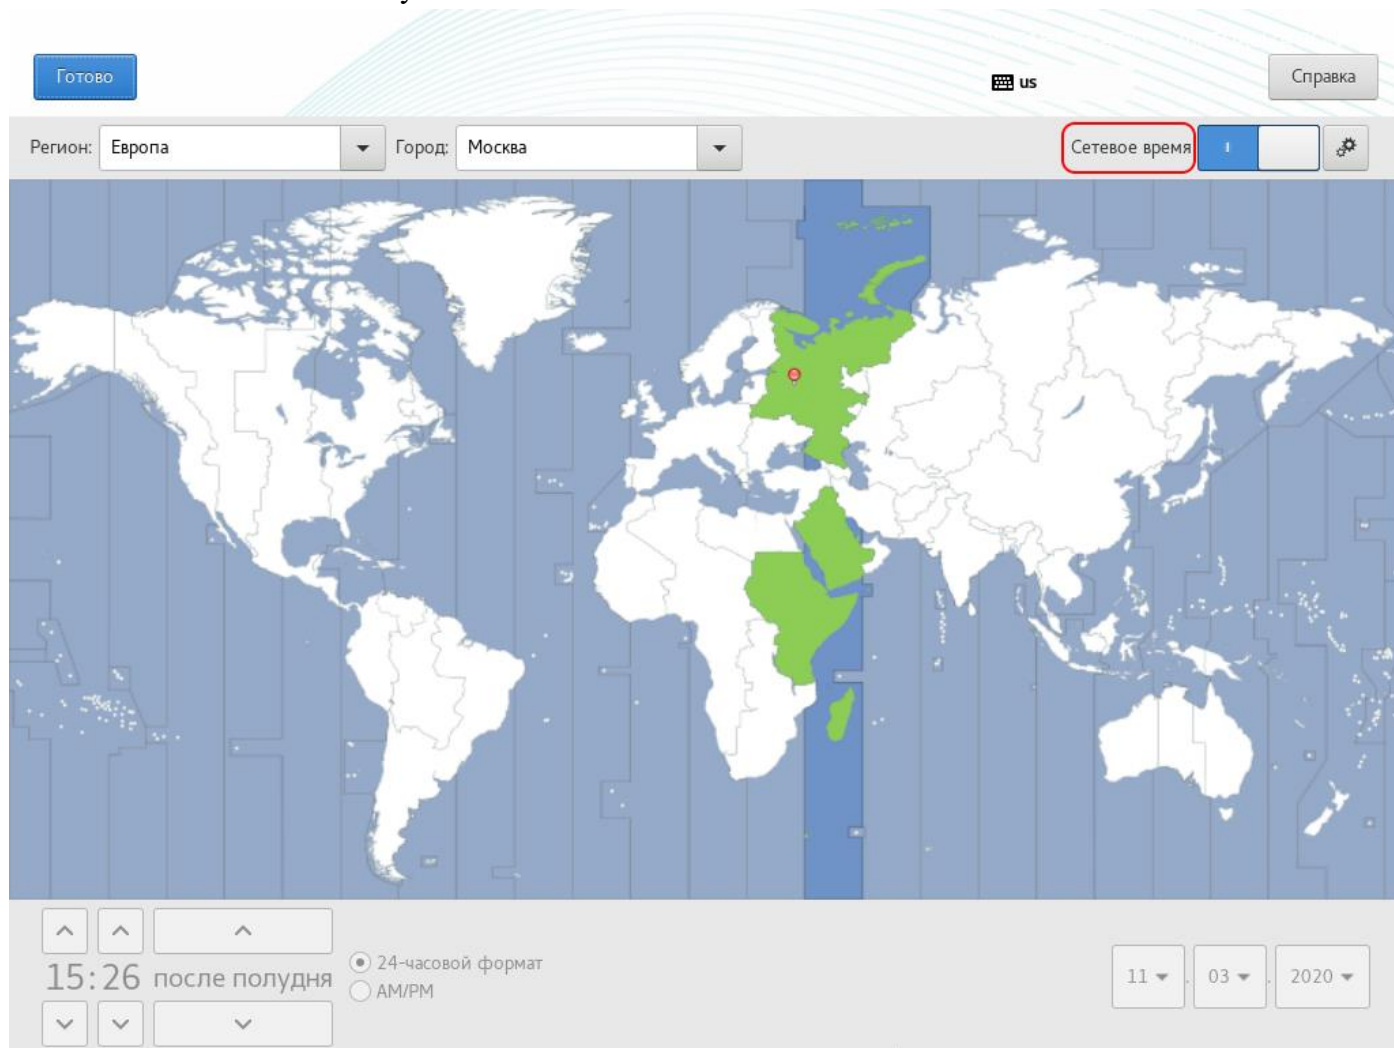 у
Готово
us
Справка
Регион: Европа Город: Москва Сетевое время
15:26 после полудня
24-часовой формат
AM/PM
11 . 03 . 2020